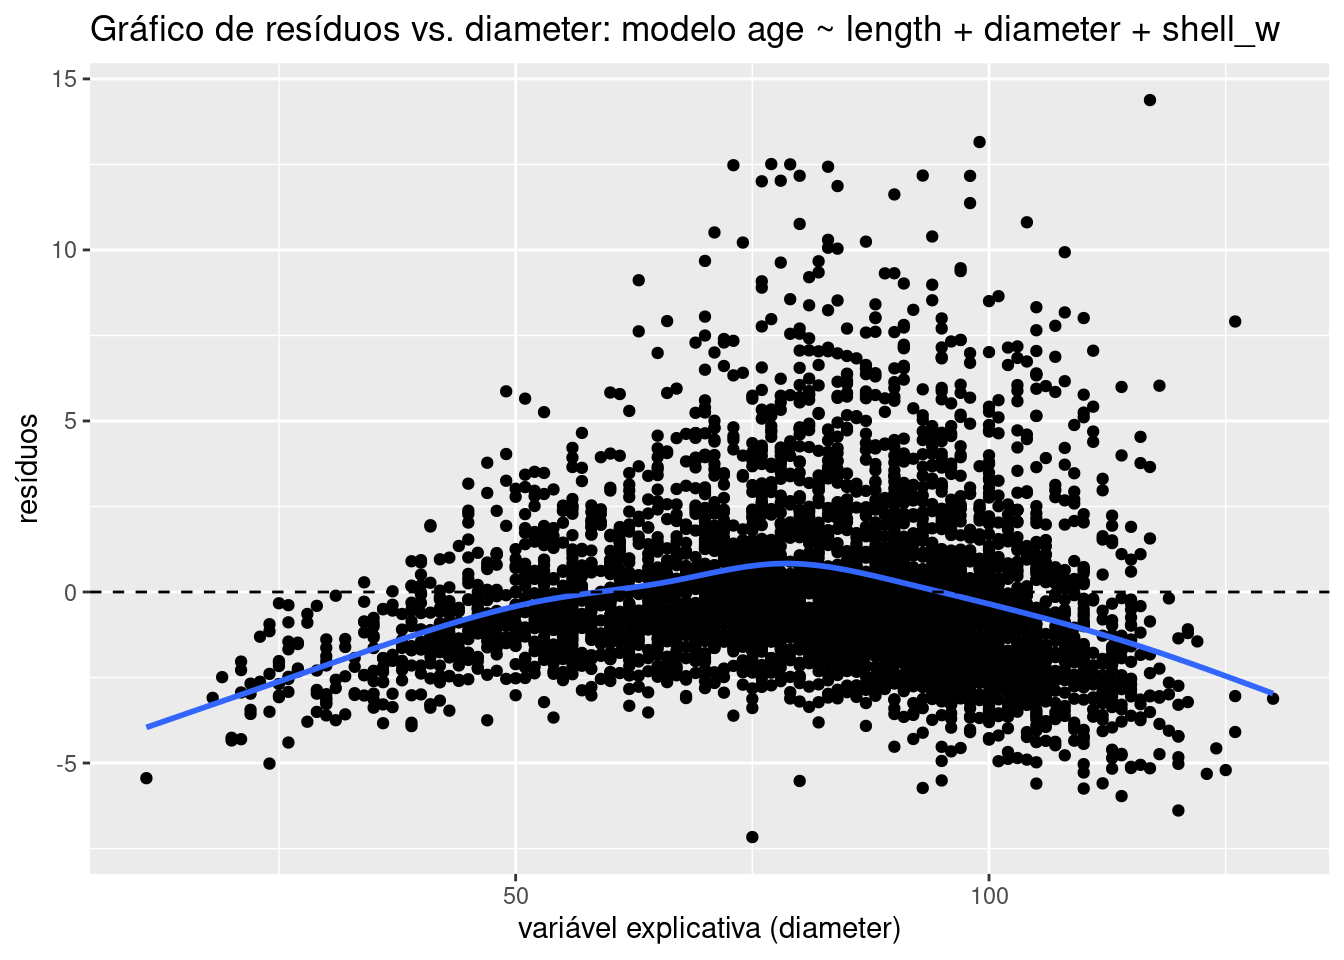 Gráfico de resíduos vs. diameter: modelo age ~ length + diameter + shell_w
15
10
5
0
-5
resíduos
50
100
variável explicativa (diameter)